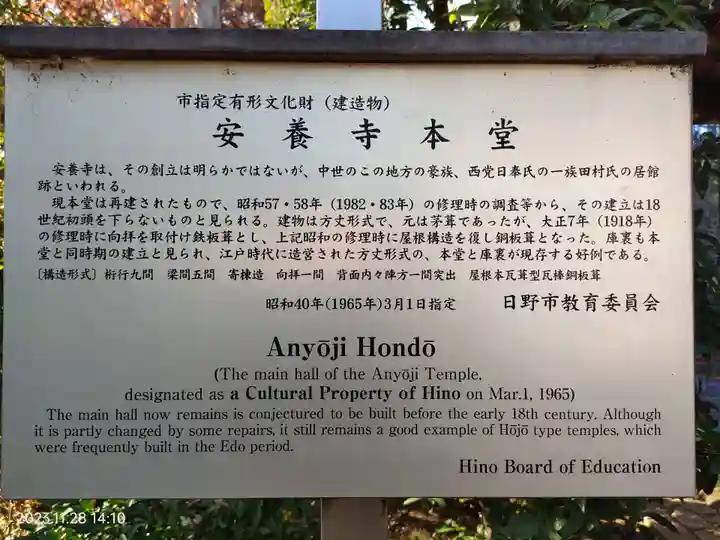 市指定有形文化財（建造物）
安養寺本堂
安養寺は、その創立は明らかではないが、中世のこの地方の豪族、西党日奉氏の一族田村氏の居館
跡といわれる。
現本堂は再建されたもので、昭和57・58年（1982・83年）の修理時の調査等から、その建立は18
世紀初頭を下らないものと見られる。建物は方丈形式で、元は茅葺であったが、大正7年（1918年）
の修理時に向拝を取付け鉄板葺とし、上記昭和の修理時に屋根構造を復し銅板葺となった。庫裏も本
堂と同時期の建立と見られ、江戸時代に造営された方丈形式の、本堂と庫裏が現存する好例である。
〔構造形式〕桁行九間　梁間五間　寄棟造　向拝一間　背面内々陣方一間突出　屋根本瓦葺型瓦棒銅板葺
昭和40年(1965年)3月1日指定　日野市教育委員会
Anyōji Hondō
(The main hall of the Anyōji Temple,
designated as a Cultural Property of Hino on Mar.1, 1965)
The main hall now remains is conjectured to be built before the early 18th century. Although
it is partly changed by some repairs, it still remains a good example of Hōjō type temples, which
were frequently built in the Edo period.
Hino Board of Education
2023.11.28 14:10